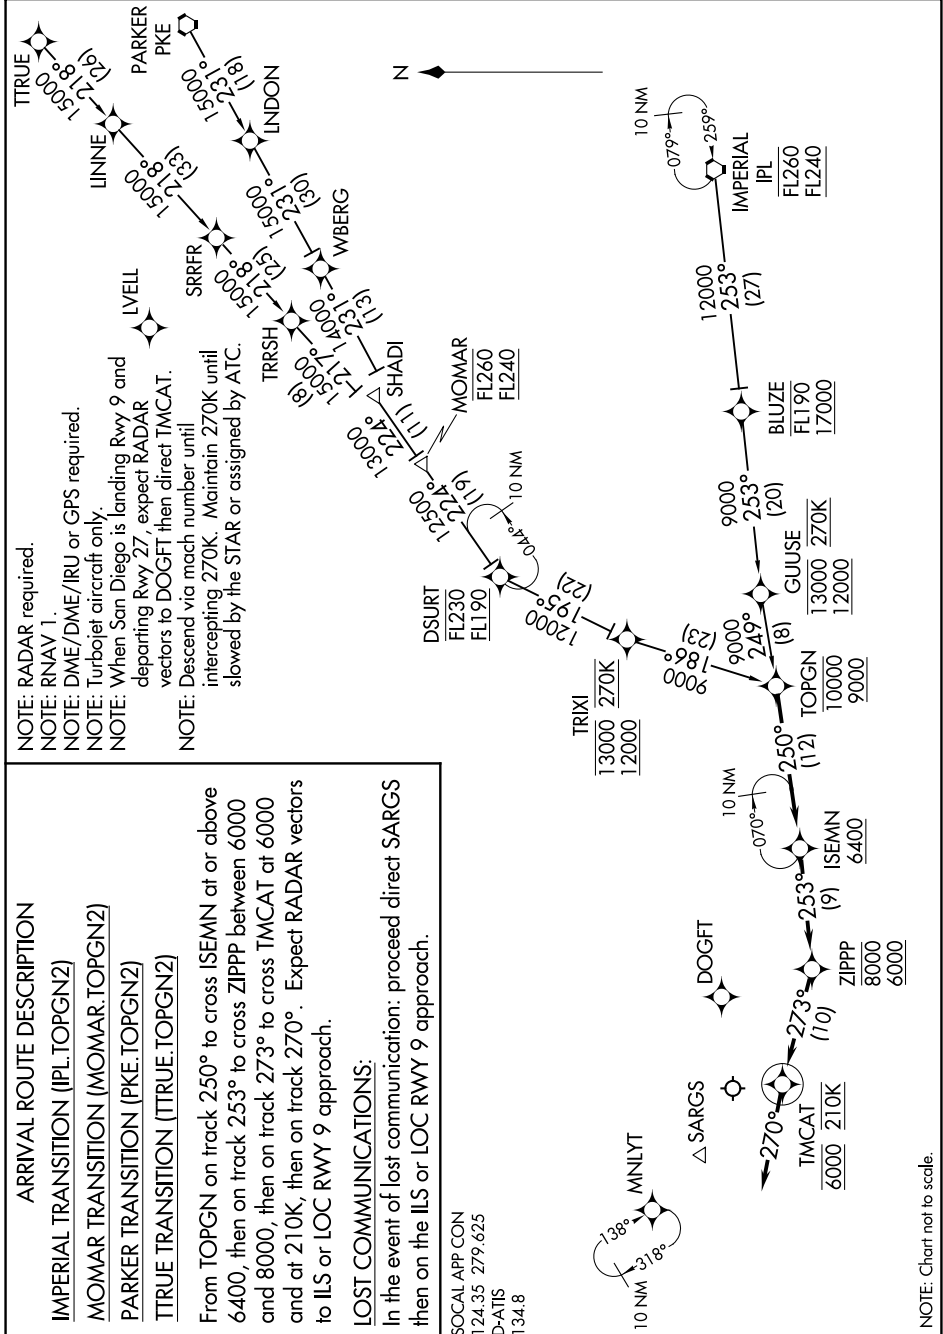 ARRIVAL ROUTE DESCRIPTION
IMPERIAL TRANSITION (IPL.TOPGN2)
MOMAR TRANSITION (MOMAR.TOPGN2)
PARKER TRANSITION (PKE.TOPGN2)
TTRUE TRANSITION (TTRUE.TOPGN2)
From TOPGN on track 250° to cross ISEMN at or above
6400, then on track 253° to cross ZIPPP between 6000
and 8000, then on track 273° to cross TMCAT at 6000
and at 210K, then on track 270°. Expect RADAR vectors
to ILS or LOC RWY 9 approach.
LOST COMMUNICATIONS:
In the event of lost communication: proceed direct SARGS
then on the ILS or LOC RWY 9 approach.
NOTE: RADAR required.
NOTE: RNAV 1.
NOTE: DME/DME/IRU or GPS required.
NOTE: Turbojet aircraft only.
NOTE: When San Diego is landing Rwy 9 and
departing Rwy 27, expect RADAR
vectors to DOGFT then direct TMCAT.
NOTE: Descend via mach number until
intercepting 270K. Maintain 270K until
slowed by the STAR or assigned by ATC.
TTRUE
15000
218°
(26)
LINNE
15000
218°
(33)
SRRFR
15000
218°
(25)
TRRSH
15000
217°
(8)
PARKER
PKE
15000
231°
(18)
LNDON
15000
231°
(30)
WBERG
14000
231°
(13)
SHADI
LVELL
N
13000
224°
(11)
MOMAR
FL260
FL240
12500
224°
(19)
10 NM
044°
DSURT
FL230
FL190
12000
195°
(22)
TRIXI
13000 270K
12000
9000
186°
(23)
10 NM
079°
259°
IMPERIAL
IPL
FL260
FL240
12000
253°
(27)
BLUZE
FL190
17000
9000
253°
(20)
GUUSE
13000 270K
12000
9000
249°
(8)
TOPGN
10000
9000
250°
(12)
10 NM
070°
ISEMN
6400
253°
(9)
ZIPPP
8000
6000
273°
(10)
DOGFT
SARGS
TMCAT
6000 210K
270°
MNLYT
138°
318°
10 NM
SOCAL APP CON
124.35 279.625
D-ATIS
134.8
NOTE: Chart not to scale.